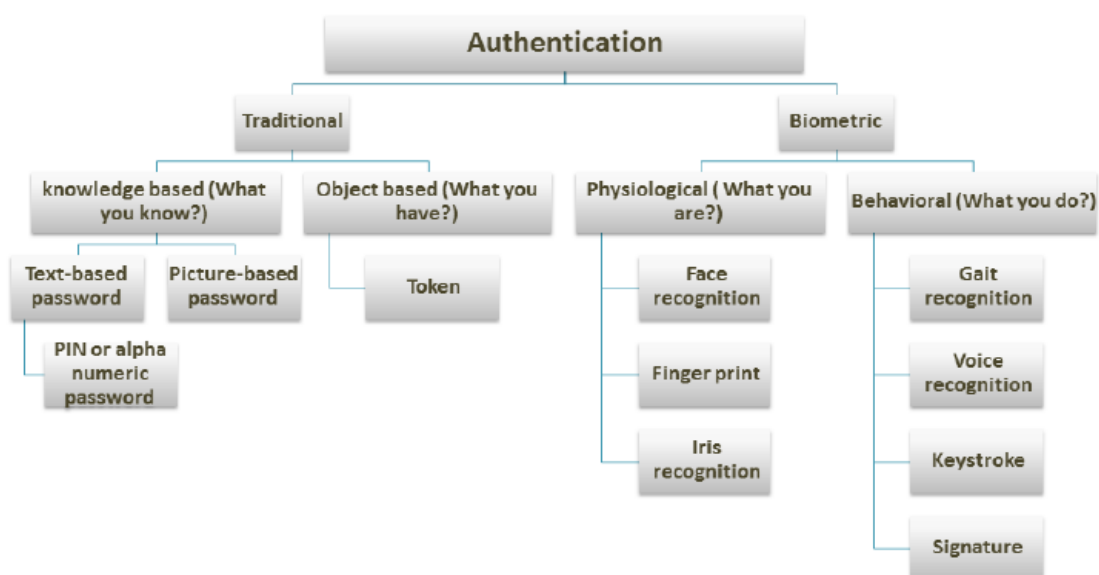 Authentication
Traditional
Biometric
knowledge based (What
you know?)
Object based (What you
have?)
Physiological ( What you
are?)
Behavioral (What you do?)
Text-based
password
Picture-based
password
Token
Face
recognition
Gait
recognition
PIN or alpha
numeric
password
Finger print
Voice
recognition
Iris
recognition
Keystroke
Signature